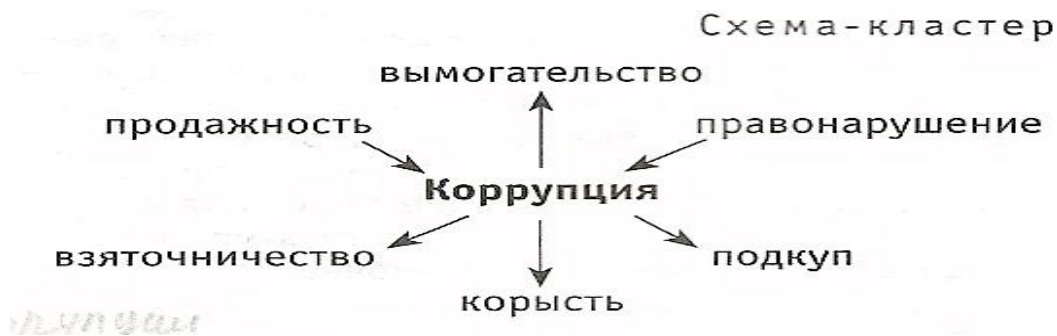 Схема-кластер
вымогательство
продажность
правонарушение
Коррупция
взяточничество
подкуп
корысть